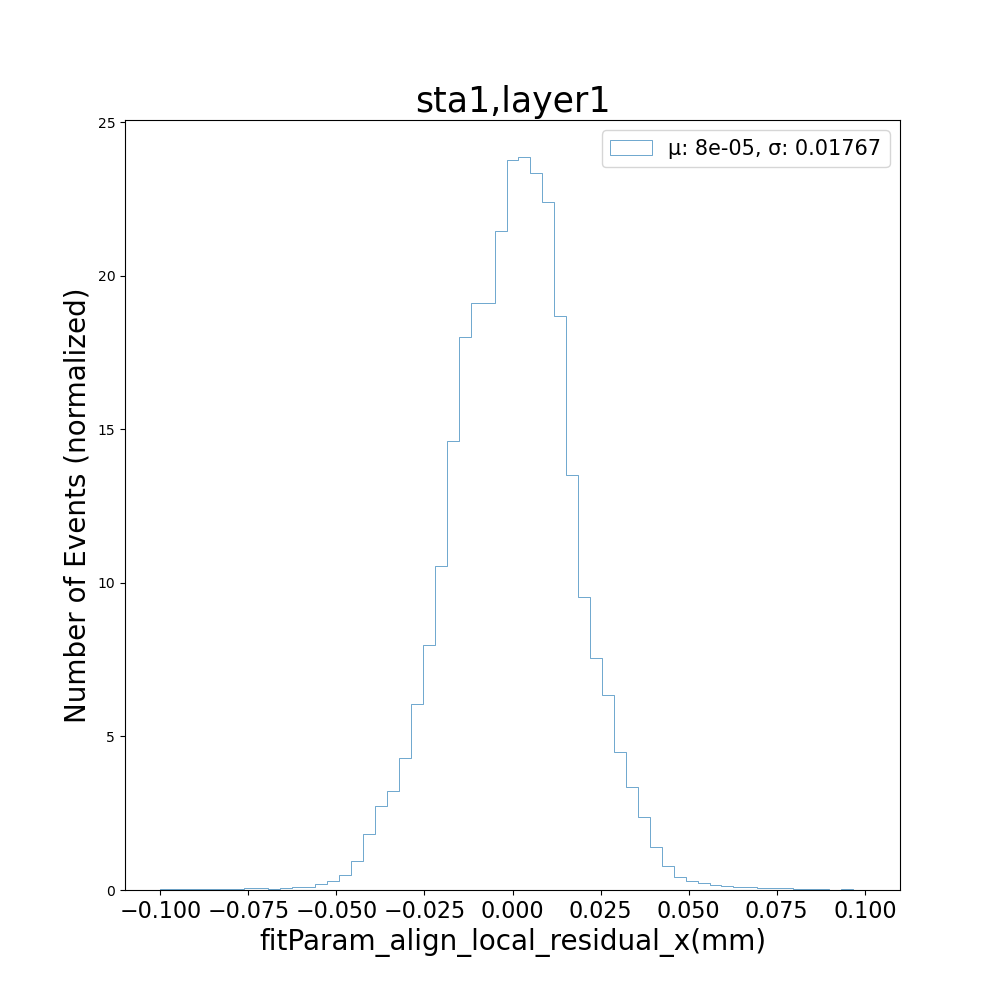 sta1,layer1
μ: 8e-05, σ: 0.01767
Number of Events (normalized)
25
20
15
10
5
0
−0.100 −0.075 −0.050 −0.025 0.000 0.025 0.050 0.075 0.100
fitParam_align_local_residual_x(mm)